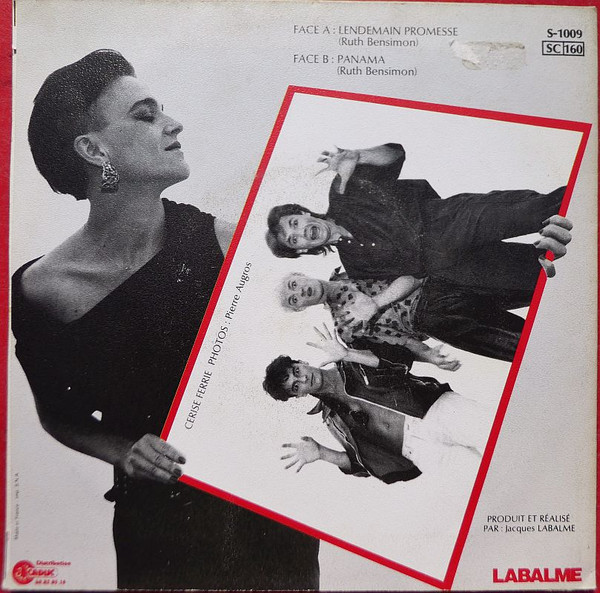 FACE A : LENDEMAIN PROMESSE
(Ruth Bensimon)
FACE B : PANAMA
(Ruth Bensimon)
S-1009
SC 160
CERISE FERRIE PHOTOS : Pierre Augros
PRODUIT ET RÉALISÉ
PAR : Jacques LABALME
Distribution
LABALME